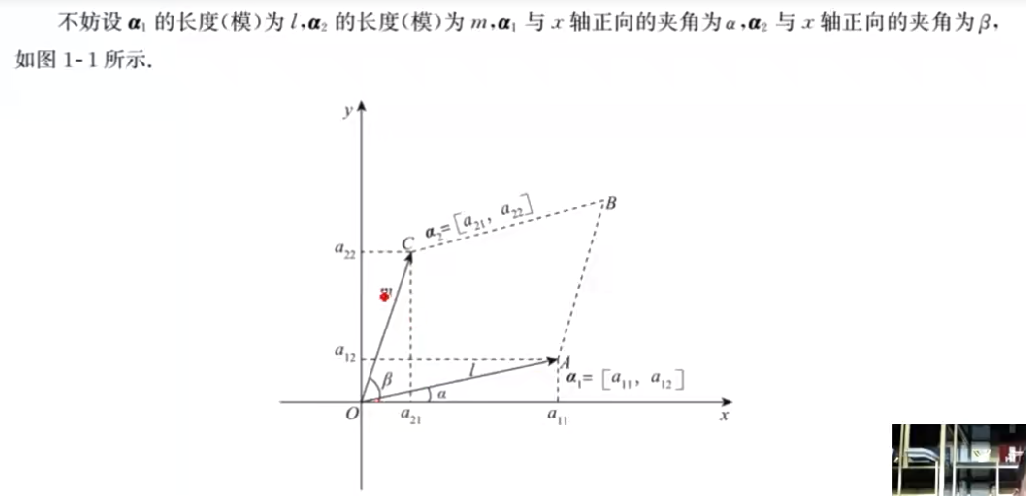 不妨设 α₁ 的长度(模)为 l,α₂ 的长度(模)为 m,α₁ 与 x 轴正向的夹角为 α,α₂ 与 x 轴正向的夹角为 β,
如图 1-1 所示.
y
B
α₂=[a₂₁, a₂₂]
C
a₂₂
a₁₂
A
l
α₁=[a₁₁, a₁₂]
β
α
O
a₂₁
a₁₁
x